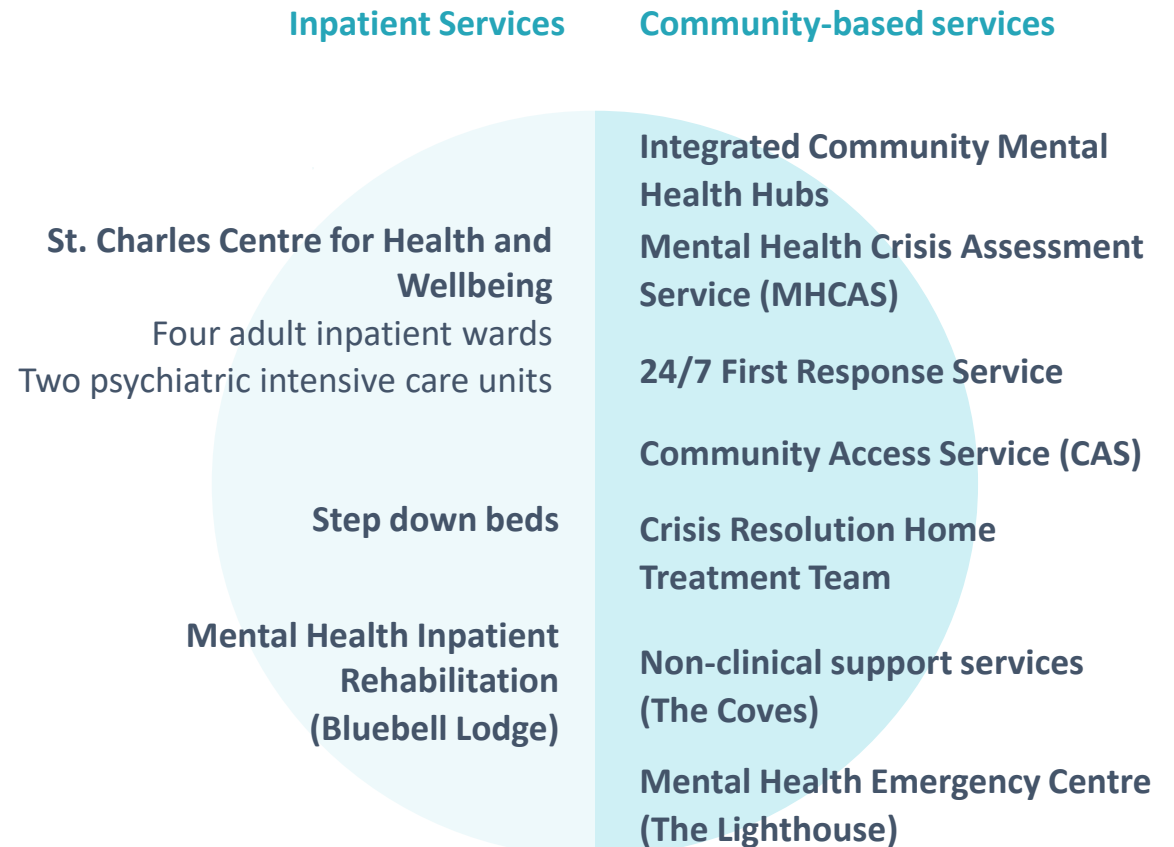 Inpatient Services
Community-based services
St. Charles Centre for Health and
Wellbeing
Four adult inpatient wards
Two psychiatric intensive care units
Step down beds
Mental Health Inpatient
Rehabilitation
(Bluebell Lodge)
Integrated Community Mental
Health Hubs
Mental Health Crisis Assessment
Service (MHCAS)
24/7 First Response Service
Community Access Service (CAS)
Crisis Resolution Home
Treatment Team
Non-clinical support services
(The Coves)
Mental Health Emergency Centre
(The Lighthouse)